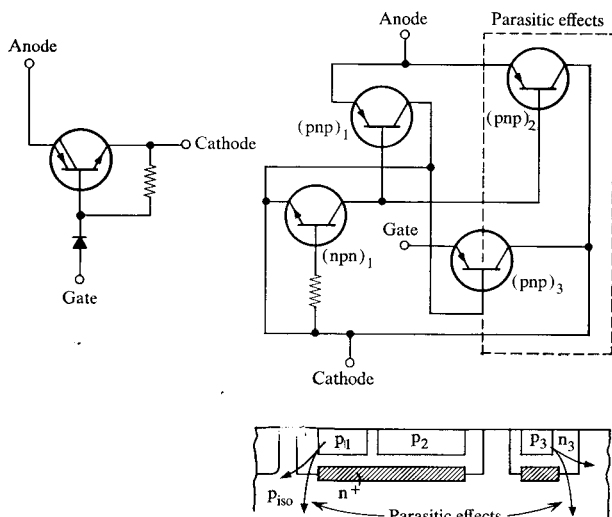 Anode
Cathode
Gate
Anode
Parasitic effects
(pnp)₁
(pnp)₂
(npn)₁
Gate
(pnp)₃
Cathode
p₁
p₂
p₃
n₃
p_iso
n⁺
Parasitic effects